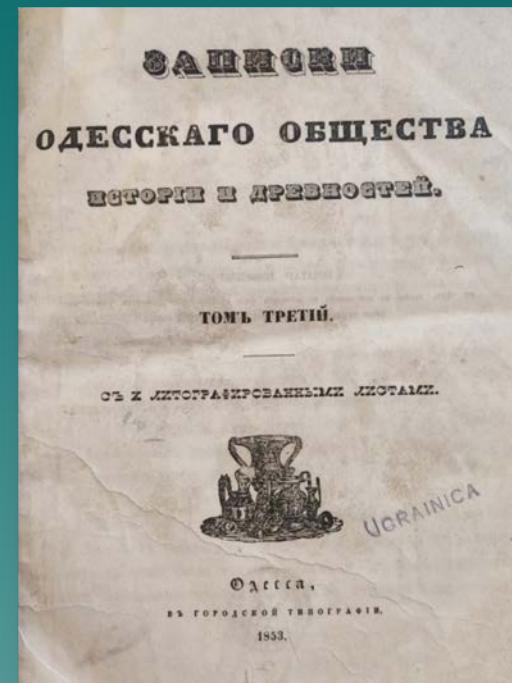 ЗАПИСКИ
ОДЕССКАГО ОБЩЕСТВА
ИСТОРІИ И ДРЕВНОСТЕЙ.
ТОМЪ ТРЕТІЙ.
СЪ X ЛИТОГРАФИРОВАННЫМИ ЛИСТАМИ.
UCRAINICA
Одесса,
ВЪ ГОРОДСКОЙ ТИПОГРАФІИ.
1853.